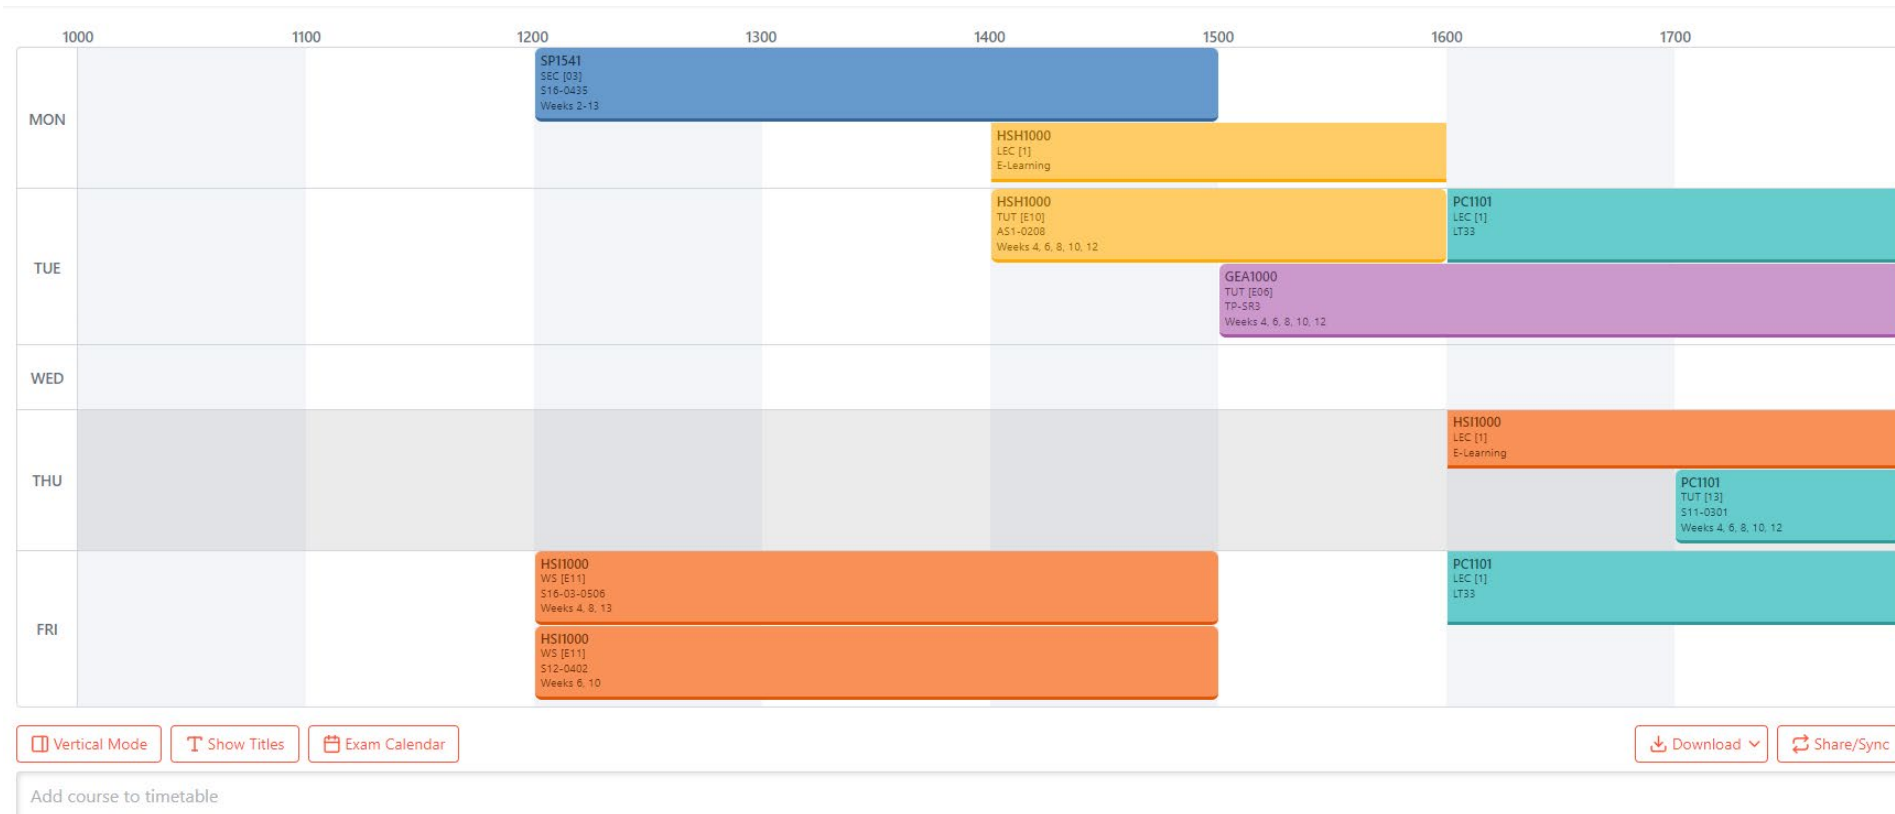 1000 1100 1200 1300 1400 1500 1600 1700
MON
SP1541
SEC [03]
S16-0435
Weeks 2-13
HSH1000
LEC [1]
E-Learning
TUE
HSH1000
TUT [E10]
AS1-0208
Weeks 4, 6, 8, 10, 12
PC1101
LEC [1]
LT33
GEA1000
TUT [E06]
TP-SR3
Weeks 4, 6, 8, 10, 12
WED
THU
HSI1000
LEC [1]
E-Learning
PC1101
TUT [13]
S11-0301
Weeks 4, 6, 8, 10, 12
FRI
HSI1000
WS [E11]
S16-03-0506
Weeks 4, 8, 13
PC1101
LEC [1]
LT33
HSI1000
WS [E11]
S12-0402
Weeks 6, 10
Vertical Mode Show Titles Exam Calendar Download Share/Sync
Add course to timetable